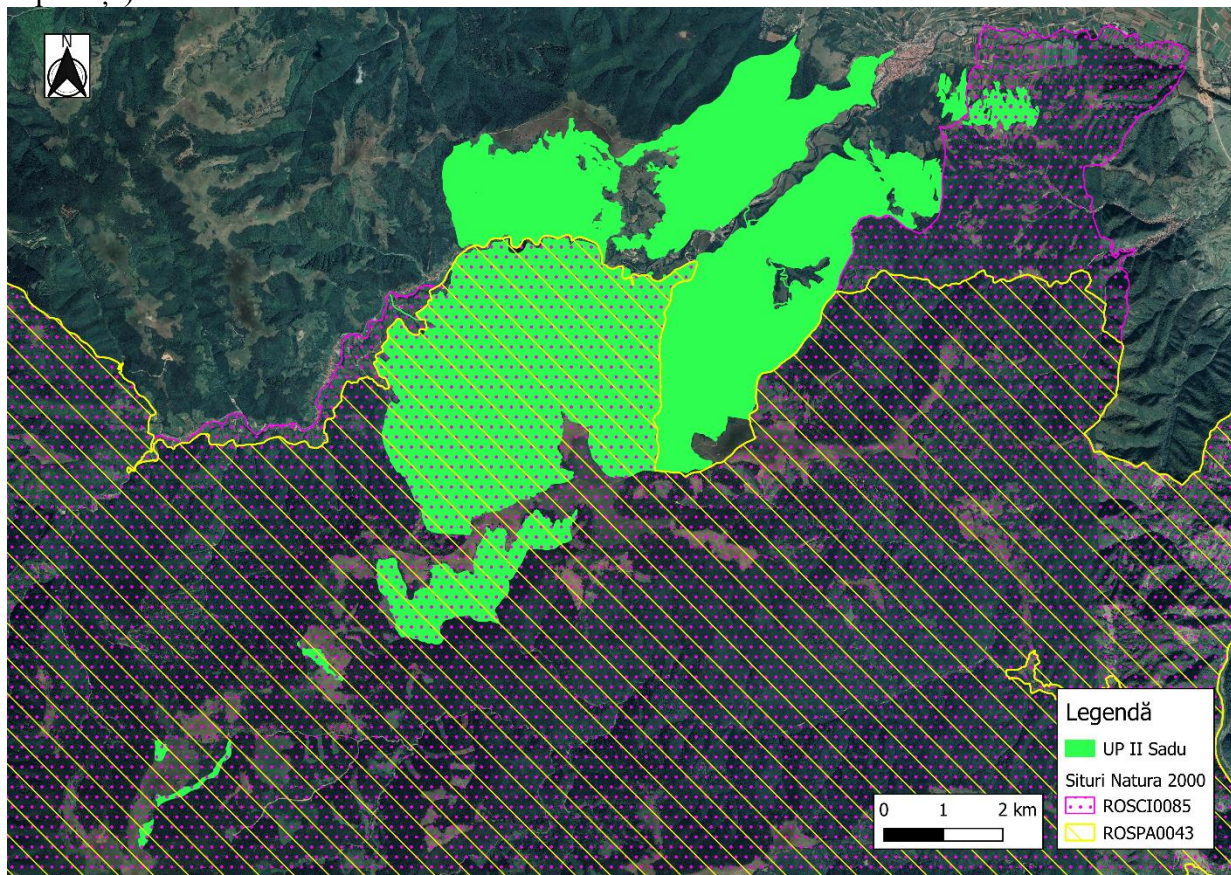 N
Legendă
UP II Sadu
Situri Natura 2000
ROSCI0085
ROSPA0043
0 1 2 km